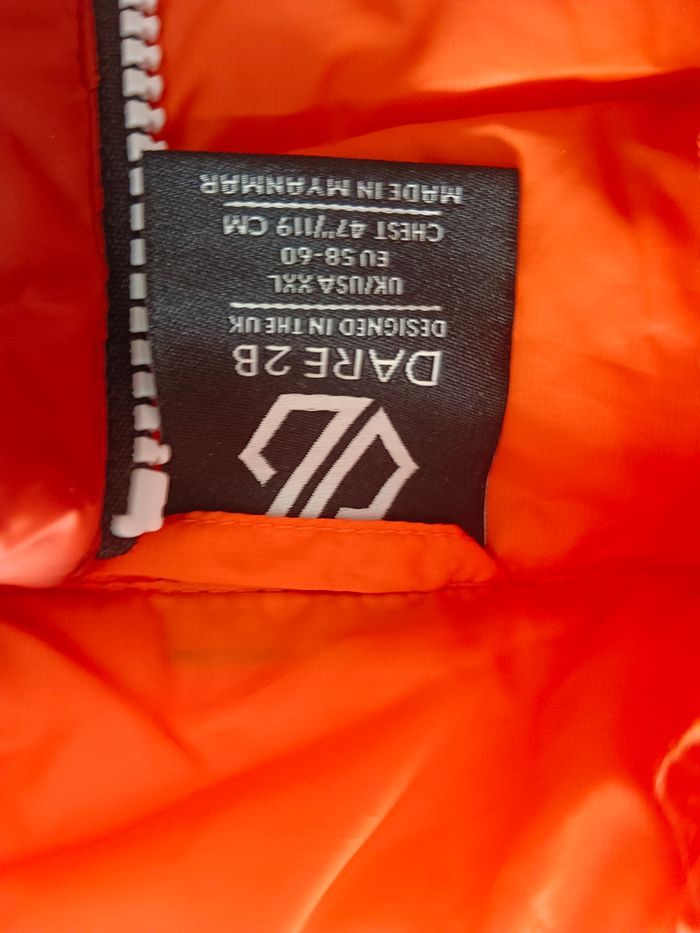 DARE 2B
DESIGNED IN THE UK
UK/USA XXL
EU 58-60
CHEST 47"/119 CM
MADE IN MYANMAR